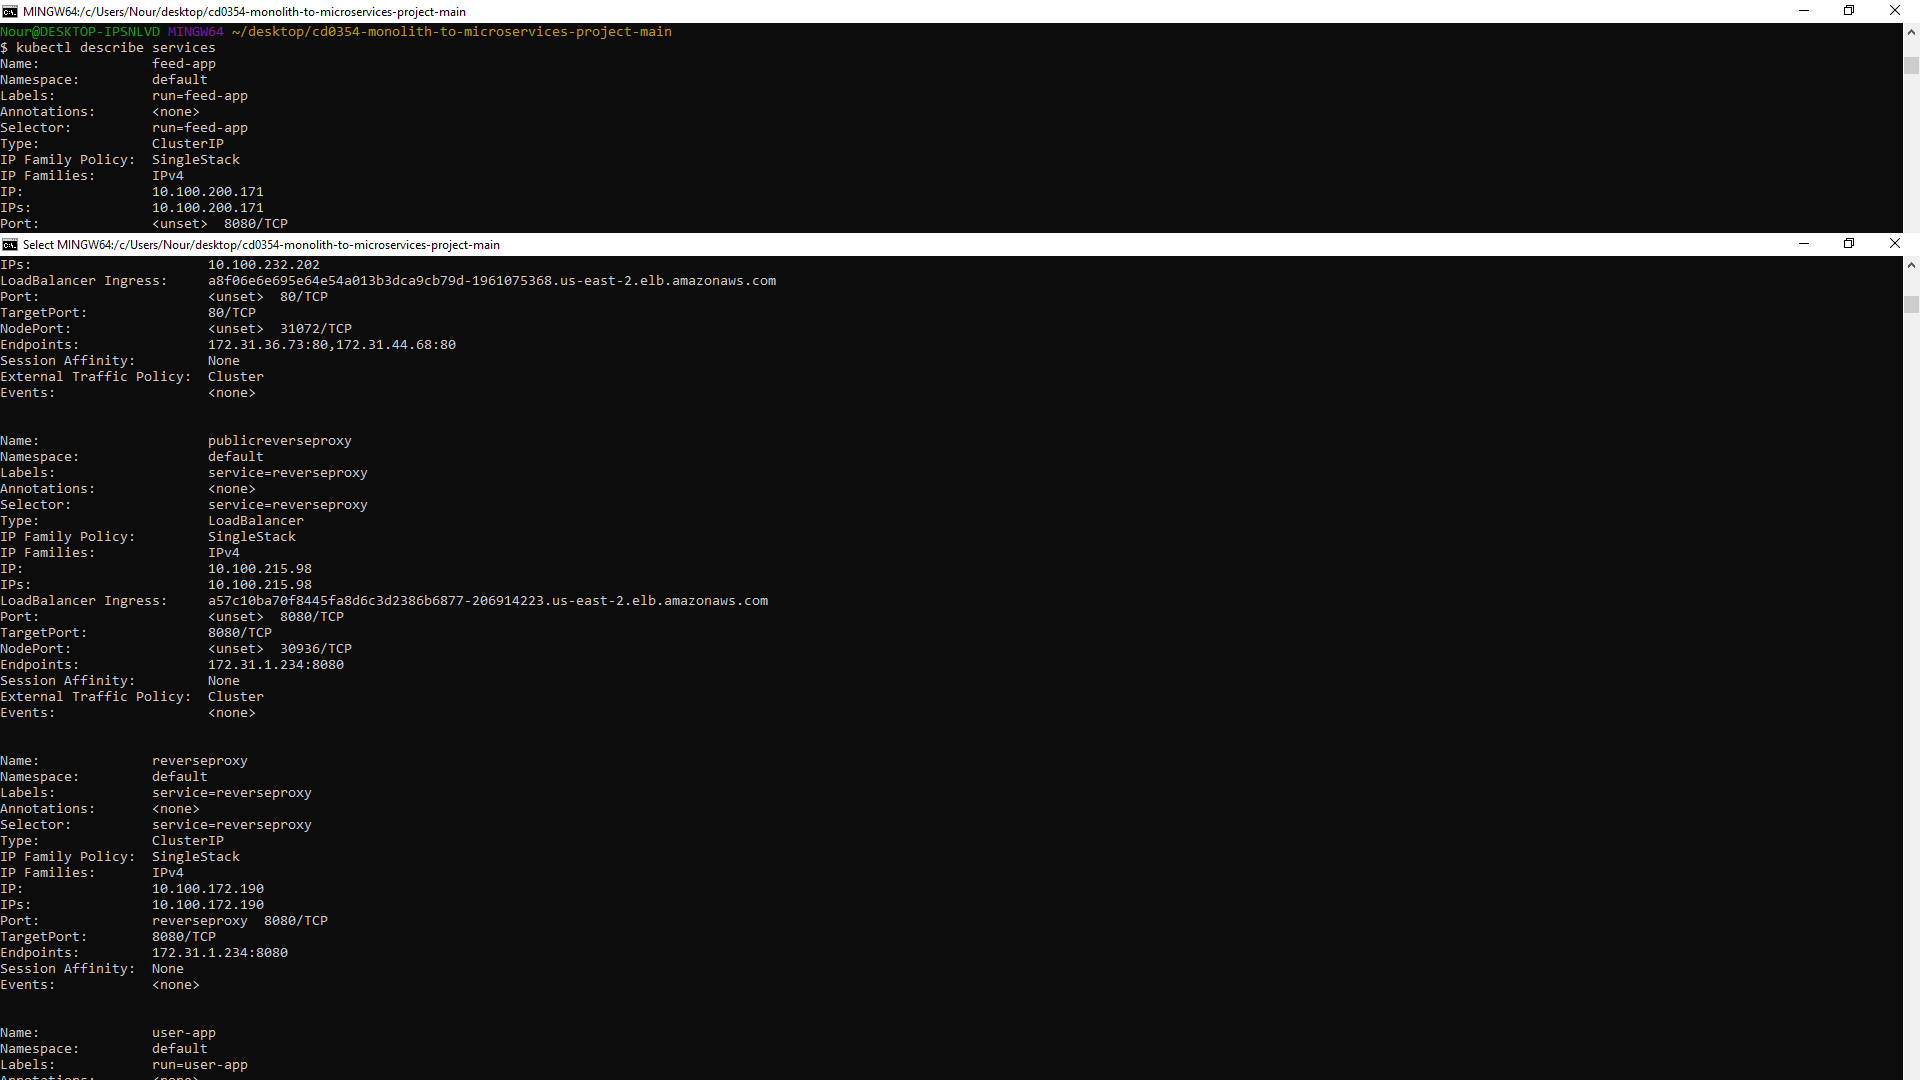 MINGW64:/c/Users/Nour/desktop/cd0354-monolith-to-microservices-project-main
Nour@DESKTOP-IPSNLVD MINGW64 ~/desktop/cd0354-monolith-to-microservices-project-main
$ kubectl describe services
Name:              feed-app
Namespace:         default
Labels:            run=feed-app
Annotations:       <none>
Selector:          run=feed-app
Type:              ClusterIP
IP Family Policy:  SingleStack
IP Families:       IPv4
IP:                10.100.200.171
IPs:               10.100.200.171
Port:              <unset>  8080/TCP
Select MINGW64:/c/Users/Nour/desktop/cd0354-monolith-to-microservices-project-main
IPs:                      10.100.232.202
LoadBalancer Ingress:     a8f06e6e695e64e54a013b3dca9cb79d-1961075368.us-east-2.elb.amazonaws.com
Port:                     <unset>  80/TCP
TargetPort:               80/TCP
NodePort:                 <unset>  31072/TCP
Endpoints:                172.31.36.73:80,172.31.44.68:80
Session Affinity:         None
External Traffic Policy:  Cluster
Events:                   <none>
Name:                     publicreverseproxy
Namespace:                default
Labels:                   service=reverseproxy
Annotations:              <none>
Selector:                 service=reverseproxy
Type:                     LoadBalancer
IP Family Policy:         SingleStack
IP Families:              IPv4
IP:                       10.100.215.98
IPs:                      10.100.215.98
LoadBalancer Ingress:     a57c10ba70f8445fa8d6c3d2386b6877-206914223.us-east-2.elb.amazonaws.com
Port:                     <unset>  8080/TCP
TargetPort:               8080/TCP
NodePort:                 <unset>  30936/TCP
Endpoints:                172.31.1.234:8080
Session Affinity:         None
External Traffic Policy:  Cluster
Events:                   <none>
Name:              reverseproxy
Namespace:         default
Labels:            service=reverseproxy
Annotations:       <none>
Selector:          service=reverseproxy
Type:              ClusterIP
IP Family Policy:  SingleStack
IP Families:       IPv4
IP:                10.100.172.190
IPs:               10.100.172.190
Port:              reverseproxy  8080/TCP
TargetPort:        8080/TCP
Endpoints:         172.31.1.234:8080
Session Affinity:  None
Events:            <none>
Name:              user-app
Namespace:         default
Labels:            run=user-app
Annotations:       <none>